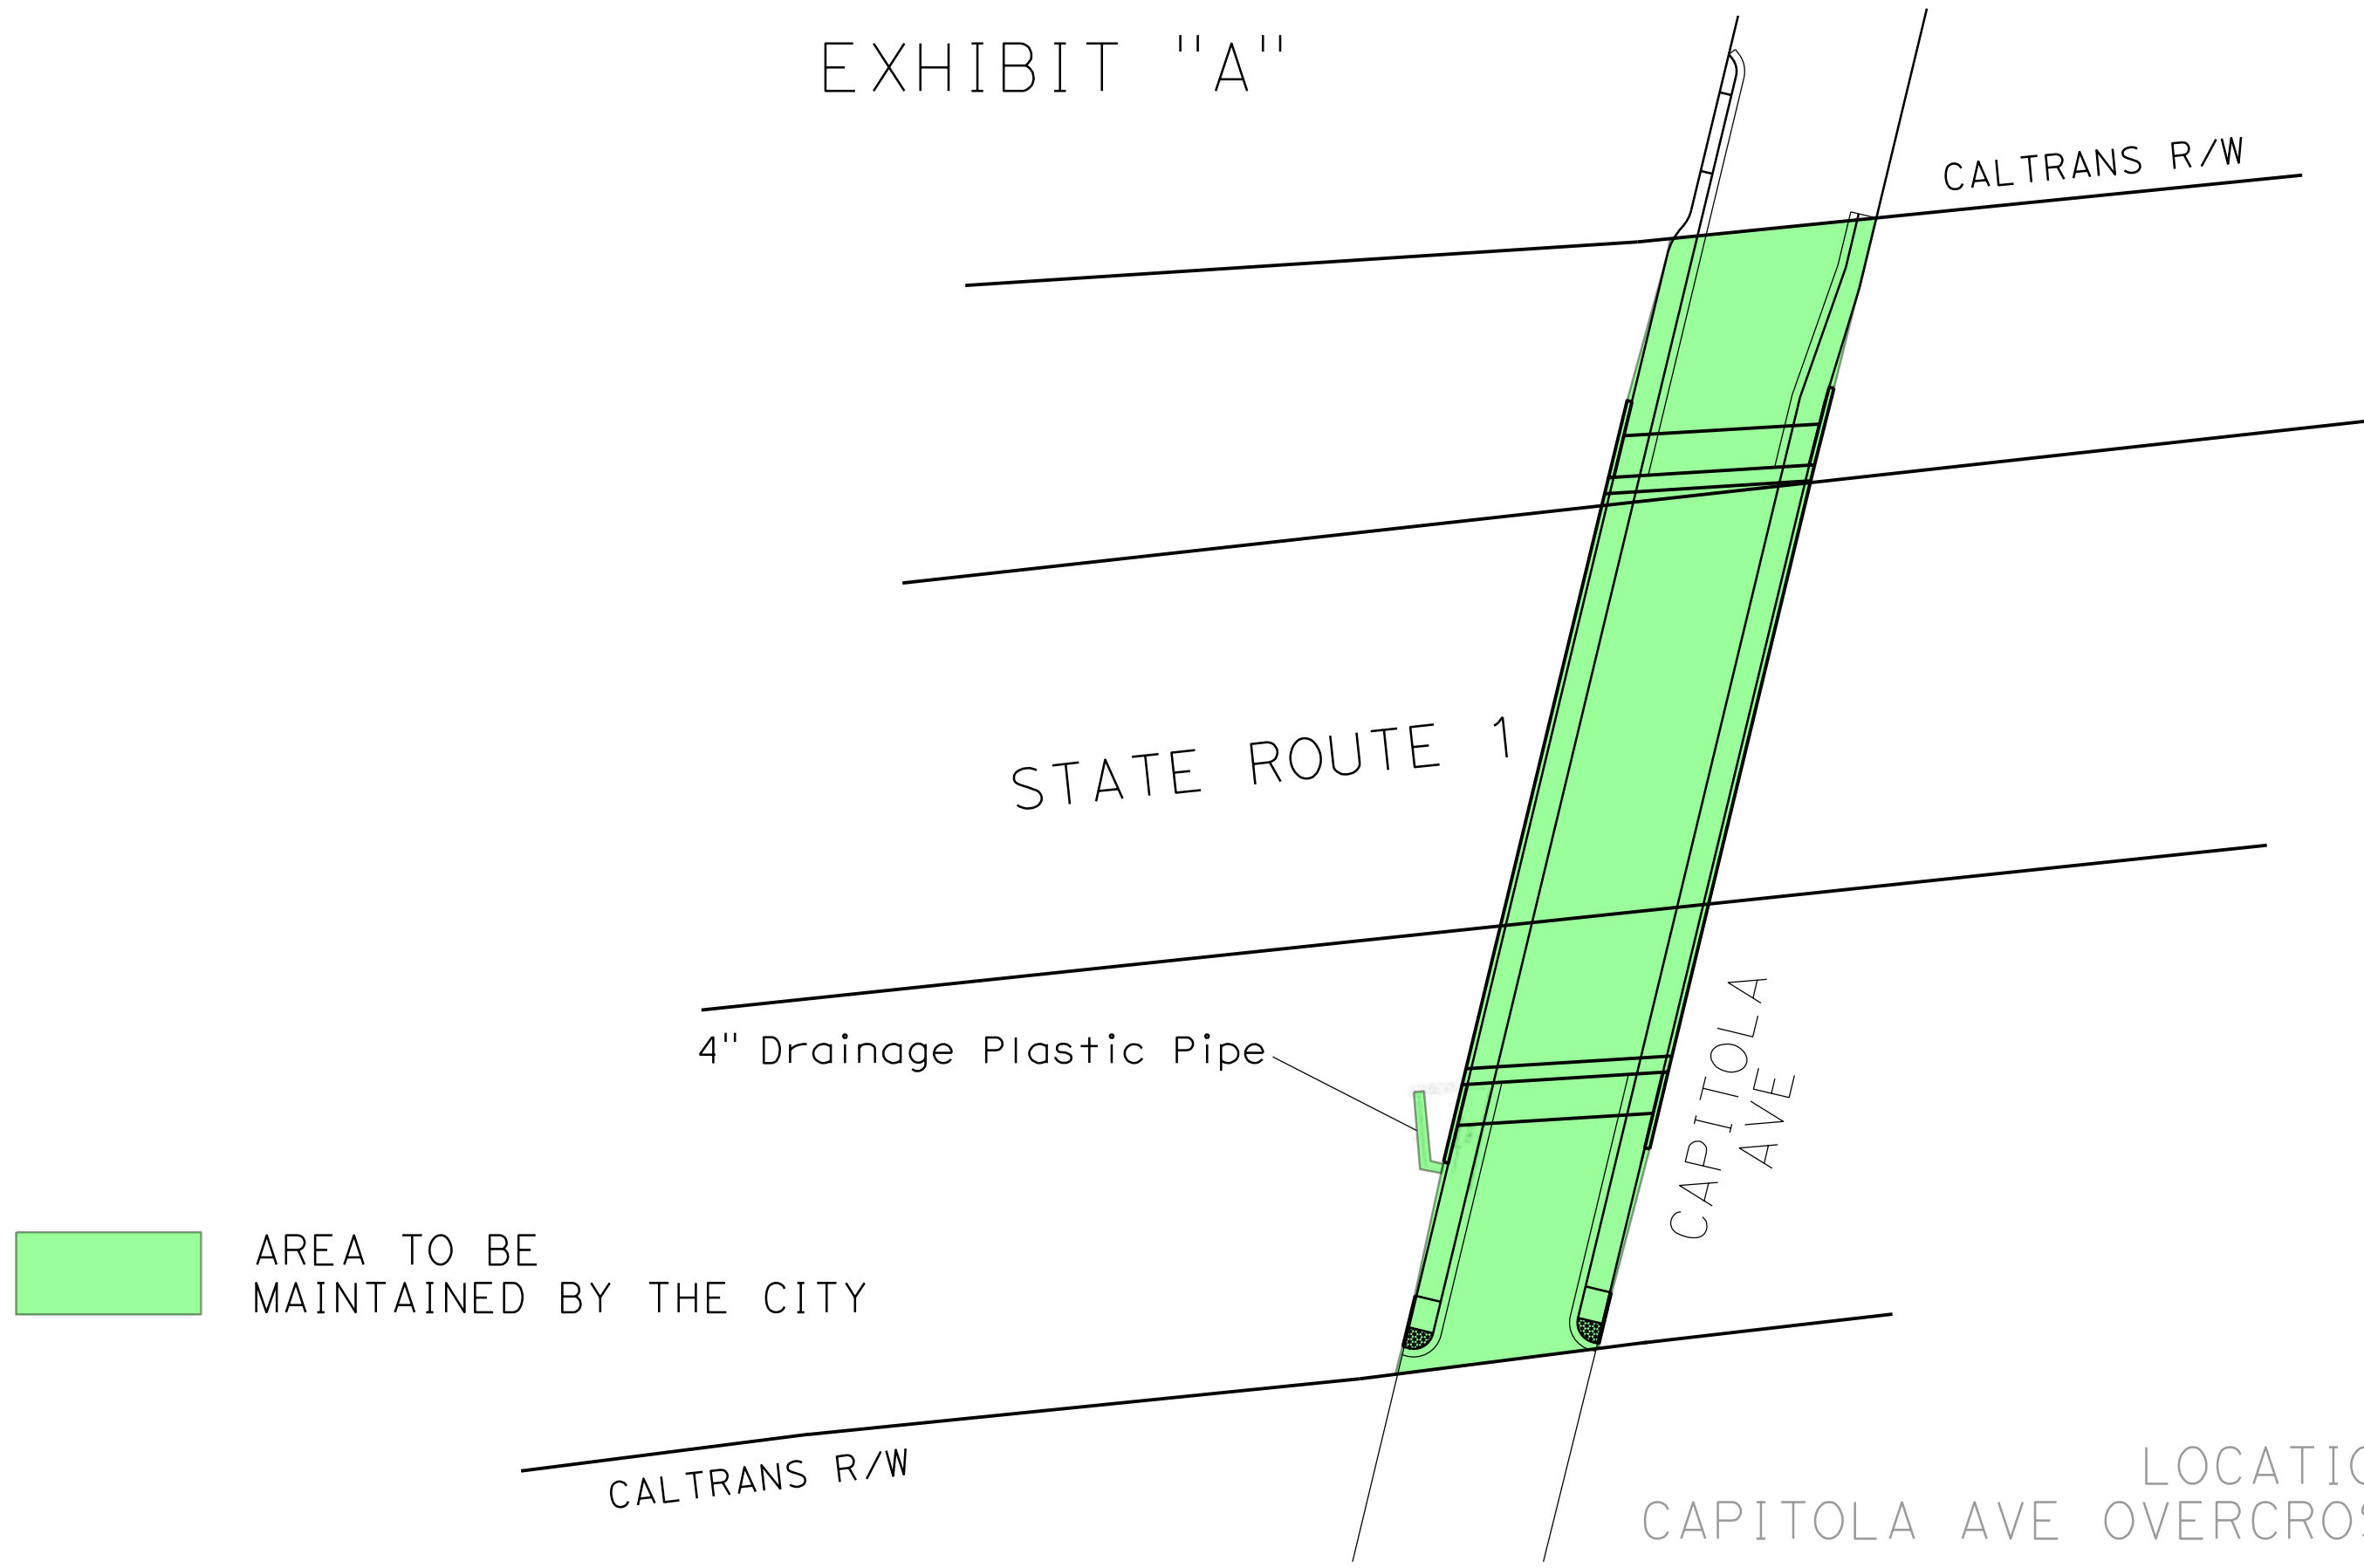 EXHIBIT "A"
CALTRANS R/W
STATE ROUTE 1
4" Drainage Plastic Pipe
CAPITOLA
AVE
AREA TO BE
MAINTAINED BY THE CITY
CALTRANS R/W
CAPITOLA AVE